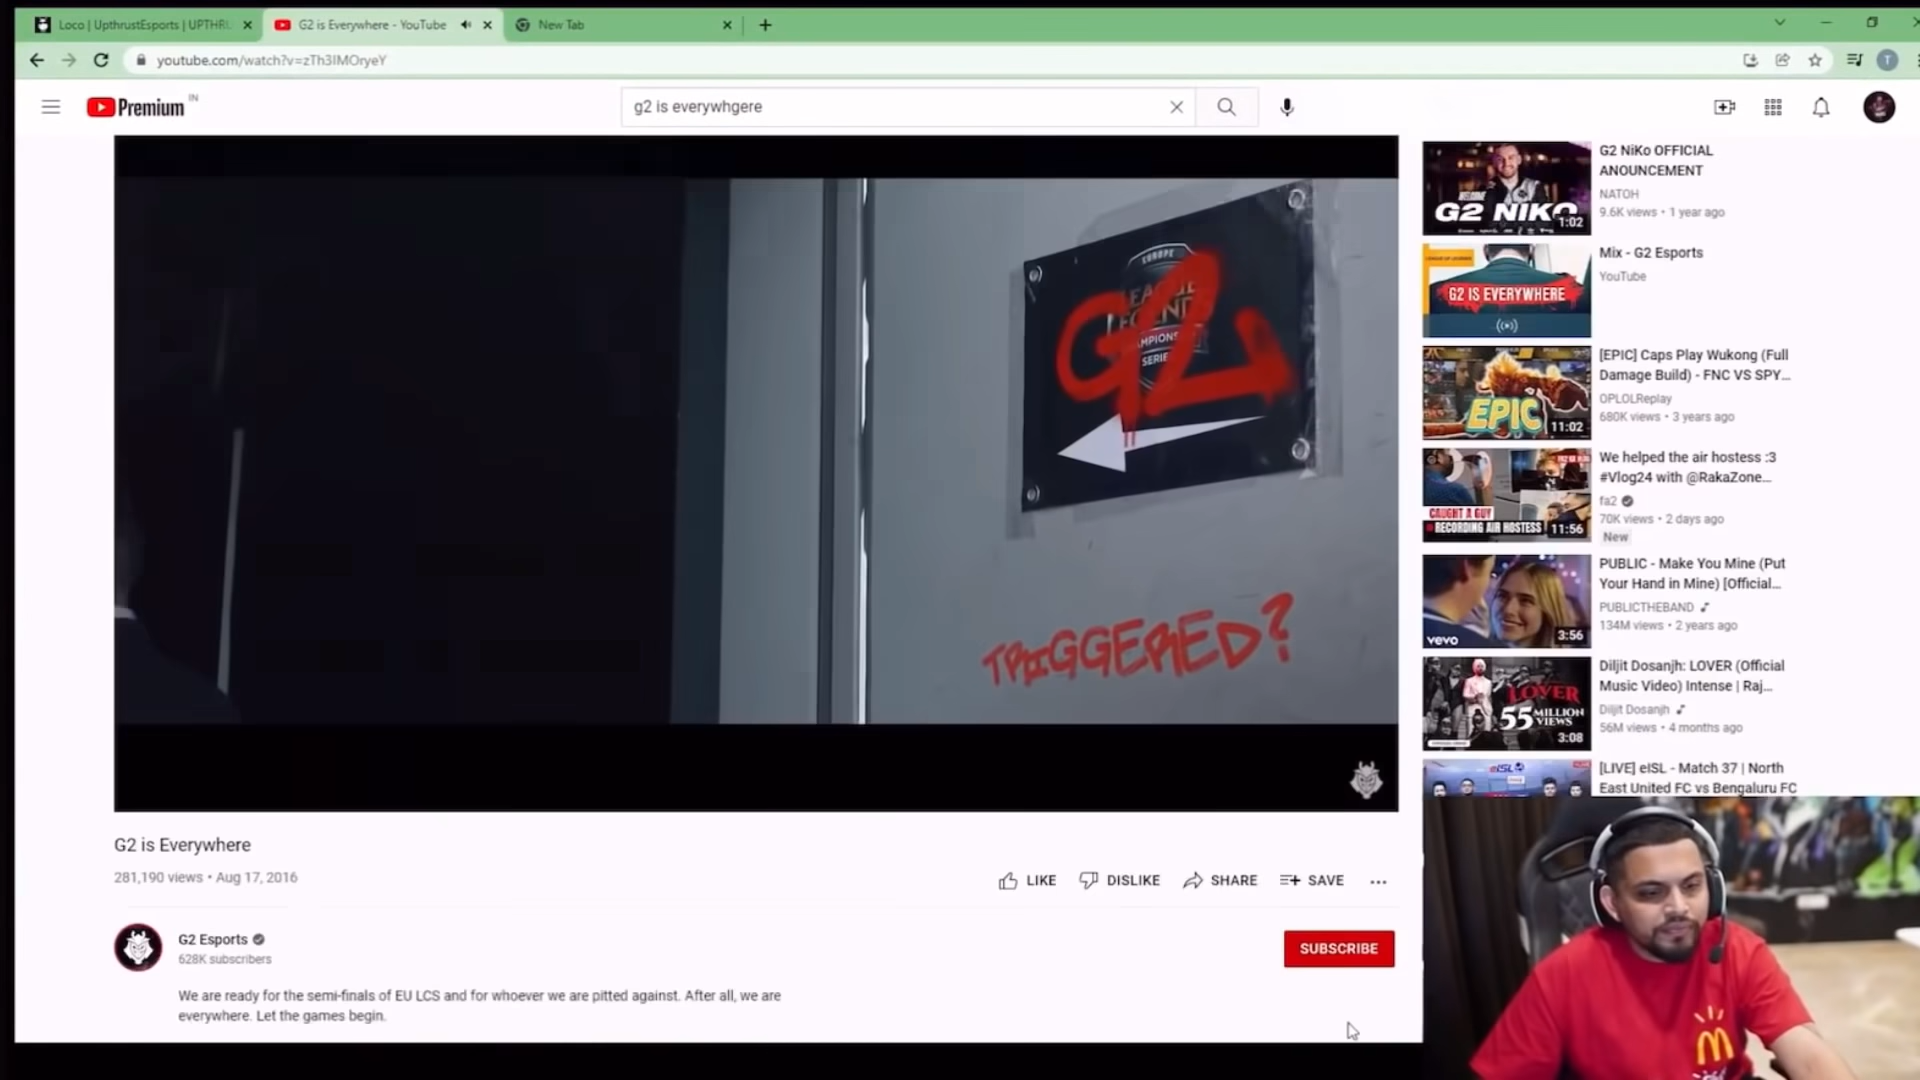 Loco | UpthrustEsports | UPTHRU
G2 is Everywhere - YouTube
New Tab
youtube.com/watch?v=zTh3IMOryeY
T
Premium IN
g2 is everywhgere
EUROPE
LEAGUE
LEGENDS
CHAMPIONSHIP
SERIES
G2
TRIGGERED?
G2 is Everywhere
281,190 views • Aug 17, 2016
LIKE
DISLIKE
SHARE
SAVE
G2 Esports
628K subscribers
SUBSCRIBE
We are ready for the semi-finals of EU LCS and for whoever we are pitted against. After all, we are
everywhere. Let the games begin.
WELCOME
G2 NIKO
1:02
G2 NiKo OFFICIAL
ANOUNCEMENT
NATOH
9.6K views • 1 year ago
G2 IS EVERYWHERE
Mix - G2 Esports
YouTube
EPIC
11:02
[EPIC] Caps Play Wukong (Full
Damage Build) - FNC VS SPY...
OPLOLReplay
680K views • 3 years ago
CAUGHT A GUY
RECORDING AIR HOSTESS
11:56
We helped the air hostess :3
#Vlog24 with @RakaZone...
fa2
70K views • 2 days ago
New
vevo
3:56
PUBLIC - Make You Mine (Put
Your Hand in Mine) [Official...
PUBLICTHEBAND
134M views • 2 years ago
LOVER
55 MILLION
VIEWS
3:08
Diljit Dosanjh: LOVER (Official
Music Video) Intense | Raj...
Diljit Dosanjh
56M views • 4 months ago
eISL
[LIVE] eISL - Match 37 | North
East United FC vs Bengaluru FC